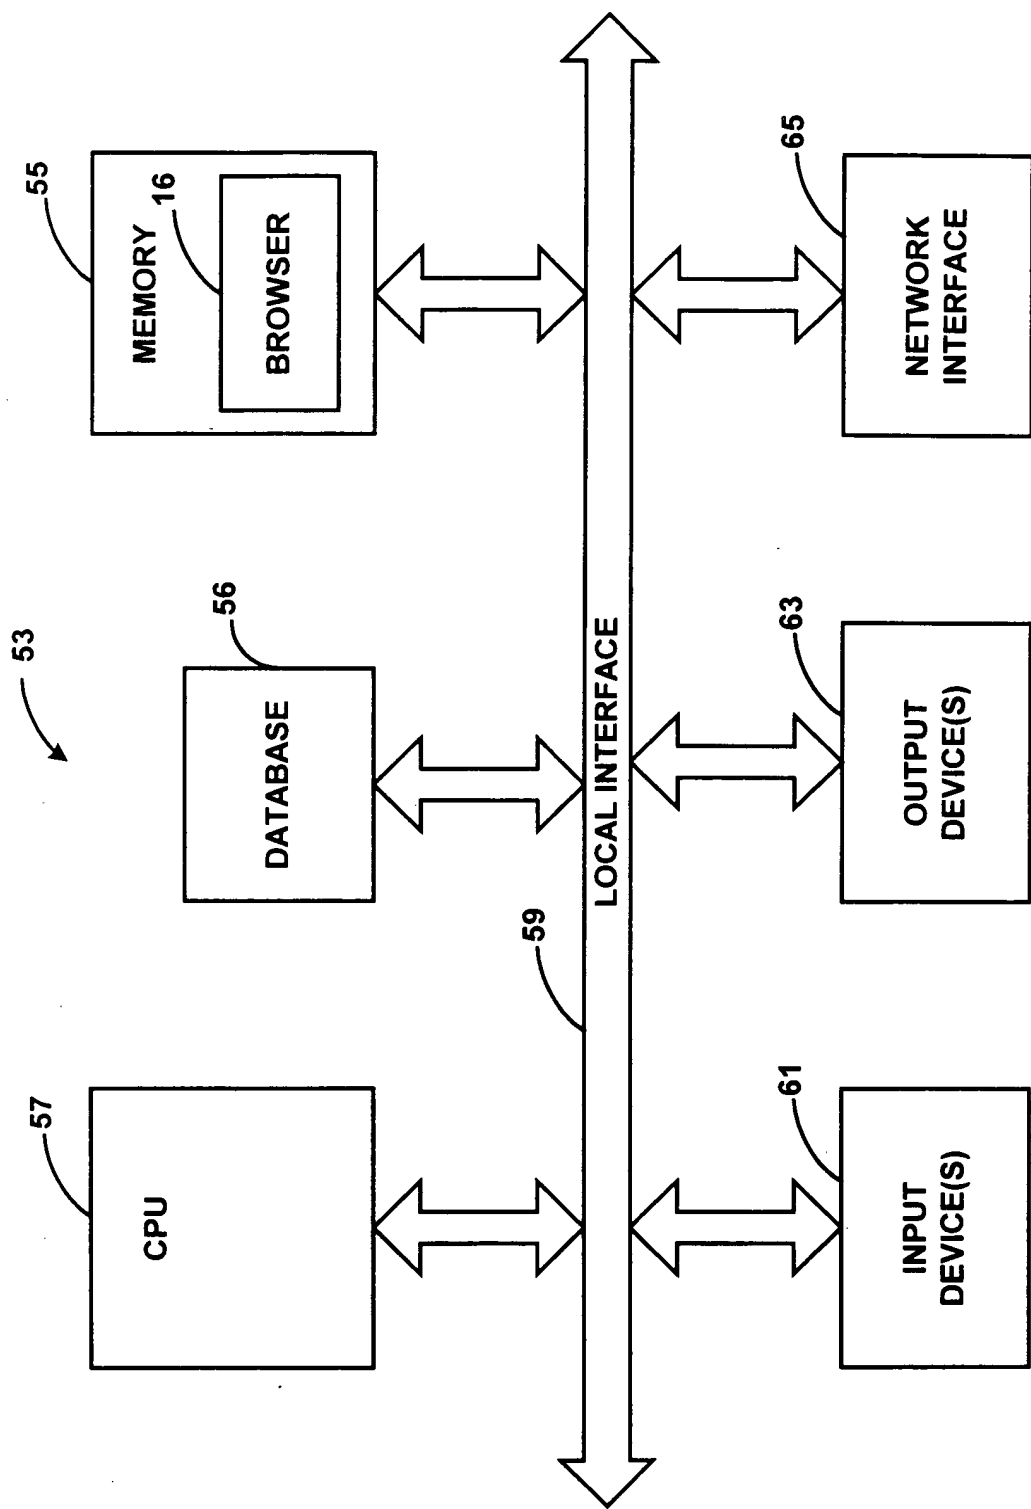 53
57
CPU
56
DATABASE
55
MEMORY
16
BROWSER
59
LOCAL INTERFACE
61
INPUT
DEVICE(S)
63
OUTPUT
DEVICE(S)
65
NETWORK
INTERFACE